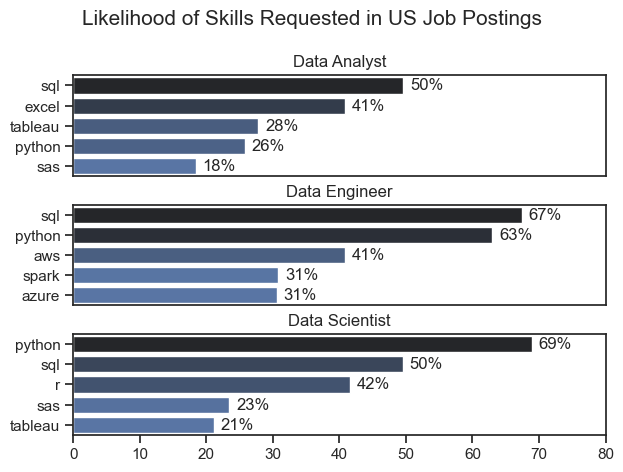 Likelihood of Skills Requested in US Job Postings
Data Analyst
sql 50%
excel 41%
tableau 28%
python 26%
sas 18%
Data Engineer
sql 67%
python 63%
aws 41%
spark 31%
azure 31%
Data Scientist
python 69%
sql 50%
r 42%
sas 23%
tableau 21%
0 10 20 30 40 50 60 70 80